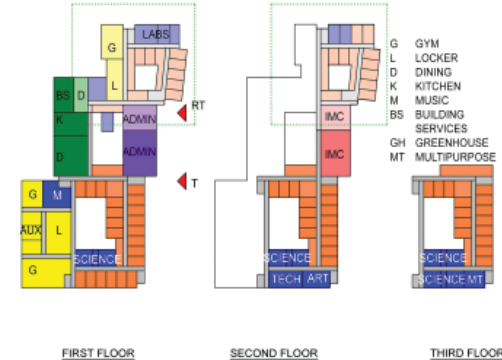 LABS
G
L
BS D
K
D
ADMIN
ADMIN
RT
T
G M
AUX L
G
SCIENCE
FIRST FLOOR
IMC
IMC
SCIENCE
TECH ART
SECOND FLOOR
G GYM
L LOCKER
D DINING
K KITCHEN
M MUSIC
BS BUILDING
SERVICES
GH GREENHOUSE
MT MULTIPURPOSE
SCIENCE
SCIENCE MT
THIRD FLOOR